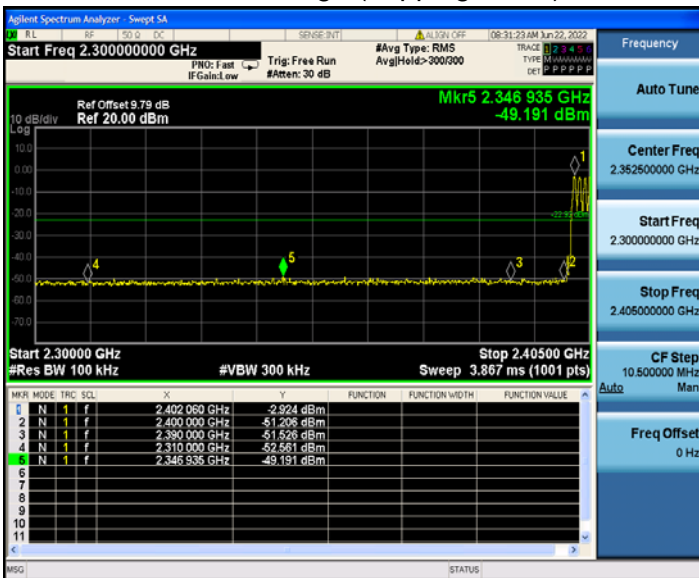 Agilent Spectrum Analyzer - Swept SA
RL RF 50 Ω DC SENSE:INT ALIGN OFF 08:31:23 AM Jun 22, 2022
Start Freq 2.300000000 GHz
PNO: Fast
IFGain:Low
Trig: Free Run
#Atten: 30 dB
#Avg Type: RMS
Avg|Hold:>300/300
TRACE 1 2 3 4 5 6
TYPE M
DET P P P P P P
Mkr5 2.346 935 GHz
-49.191 dBm
Ref Offset 9.79 dB
10 dB/div Ref 20.00 dBm
Log
10.0
0.00
-10.0
-20.0
-30.0
-40.0
-50.0
-60.0
-70.0
1
2
3
4
5
Start 2.30000 GHz Stop 2.40500 GHz
#Res BW 100 kHz #VBW 300 kHz Sweep 3.867 ms (1001 pts)
MKR MODE TRC SCL X Y FUNCTION FUNCTION WIDTH FUNCTION VALUE
1 N 1 f 2.402 060 GHz -2.924 dBm
2 N 1 f 2.400 000 GHz -51.206 dBm
3 N 1 f 2.390 000 GHz -51.526 dBm
4 N 1 f 2.310 000 GHz -52.561 dBm
5 N 1 f 2.346 935 GHz -49.191 dBm
6
7
8
9
10
11
MSG STATUS
Frequency
Auto Tune
Center Freq
2.352500000 GHz
Start Freq
2.300000000 GHz
Stop Freq
2.405000000 GHz
CF Step
10.500000 MHz
Auto Man
Freq Offset
0 Hz